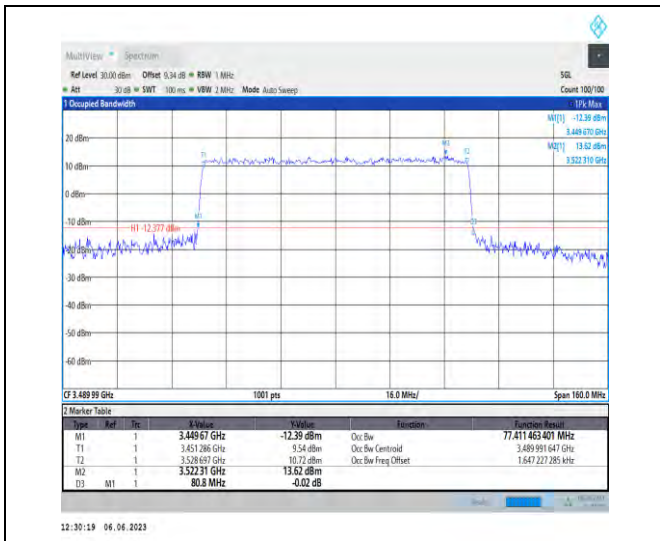 MultiView Spectrum
Ref Level 30.00 dBm Offset 9.34 dB RBW 1 MHz SGL
Att 30 dB SWT 100 ms VBW 2 MHz Mode Auto Sweep Count 100/100
1 Occupied Bandwidth 1Pk Max
M1[1] -12.39 dBm
3.449 670 GHz
M2[1] 13.62 dBm
3.522 310 GHz
20 dBm
M2
T1 T2
10 dBm
0 dBm
M1
-10 dBm
H1 -12.377 dBm
-30 dBm
-40 dBm
-50 dBm
-60 dBm
CF 3.489 99 GHz 1001 pts 16.0 MHz/ Span 160.0 MHz
2 Marker Table
Type Ref Trc X-Value Y-Value Function Function Result
M1 1 3.449 67 GHz -12.39 dBm Occ Bw 77.411 463 401 MHz
T1 1 3.451 286 GHz 9.54 dBm Occ Bw Centroid 3.489 991 647 GHz
T2 1 3.528 697 GHz 10.72 dBm Occ Bw Freq Offset 1.647 227 285 kHz
M2 1 3.522 31 GHz 13.62 dBm
D3 M1 1 80.8 MHz -0.02 dB
12:30:19 06.06.2023